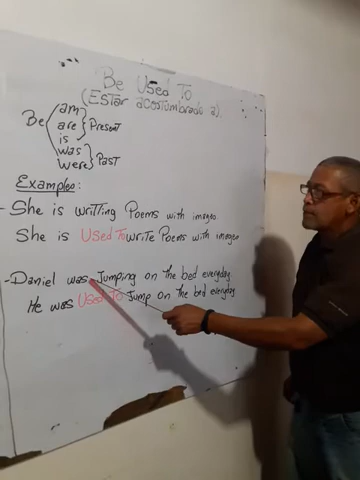 Be Used To
(Estar acostumbrado a).
Be am
are } Present
is
was
were } Past
Examples:
- She is writting Poems with images
She is Used To write Poems with images
- Daniel was Jumping on the bed everyday.
He was Used To Jump on the bed everyday